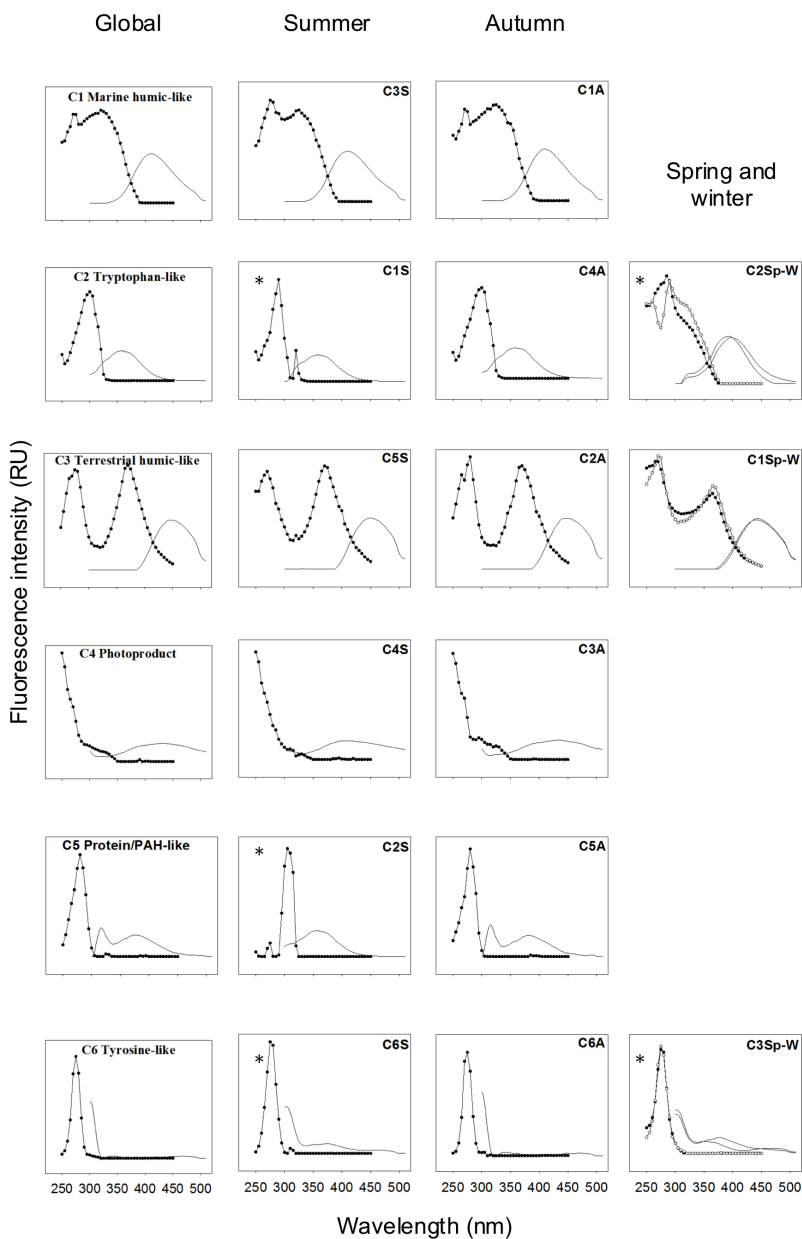 Global
Summer
Autumn
C1 Marine humic-like
C3S
C1A
Spring and
winter
C2 Tryptophan-like
*
C1S
C4A
*
C2Sp-W
C3 Terrestrial humic-like
C5S
C2A
C1Sp-W
C4 Photoproduct
C4S
C3A
C5 Protein/PAH-like
*
C2S
C5A
C6 Tyrosine-like
*
C6S
C6A
*
C3Sp-W
250 300 350 400 450 500
250 300 350 400 450 500
250 300 350 400 450 500
250 300 350 400 450 500
Fluorescence intensity (RU)
Wavelength (nm)